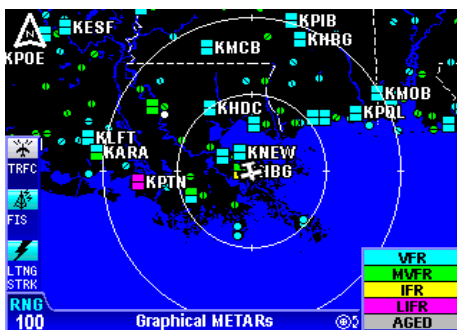 KESF
KPIB
KHBG
KPOE
KMCB
KMOB
KHDC
KPQL
KLFT
KARA
KNEW
KPTN
TRFC
FIS
LTNG
STRK
RNG
100
Graphical METARs
VFR
MVFR
IFR
LIFR
AGED